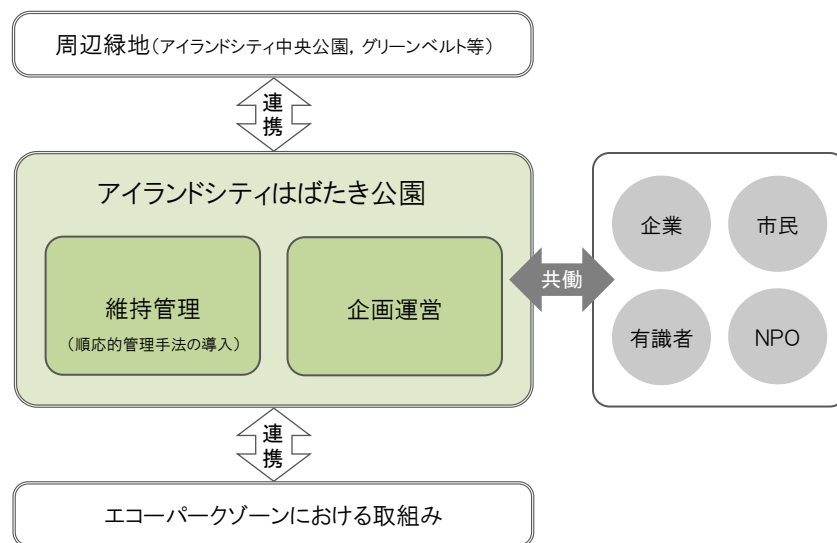 周辺緑地(アイランドシティ中央公園，グリーンベルト等)
連
携
アイランドシティはばたき公園
維持管理
(順応的管理手法の導入)
企画運営
共働
企業
市民
有識者
NPO
連
携
エコーパークゾーンにおける取組み